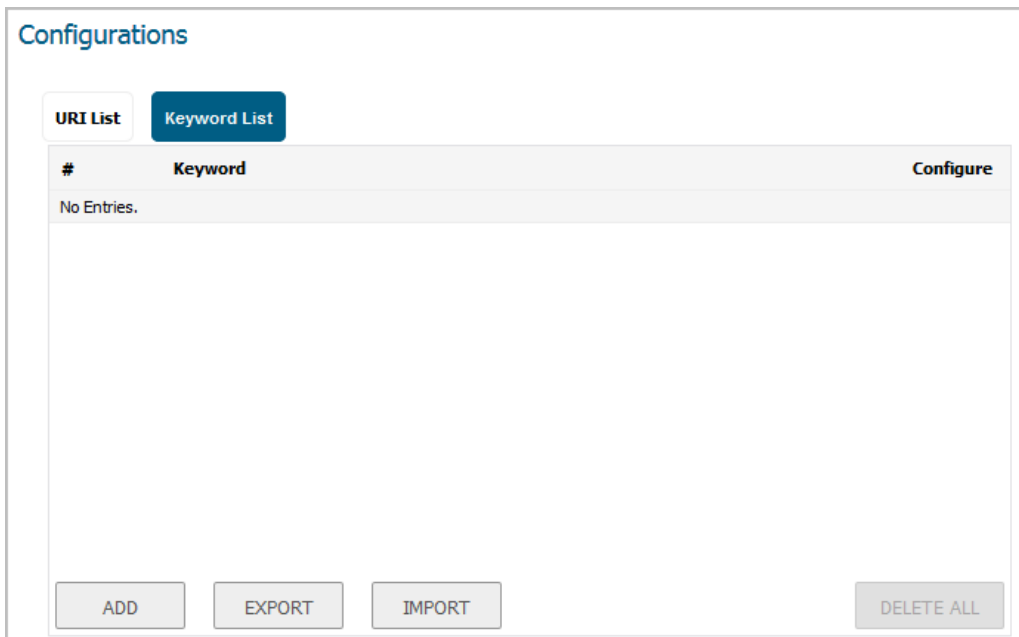 Configurations
URI List Keyword List
# Keyword Configure
No Entries.
ADD EXPORT IMPORT DELETE ALL